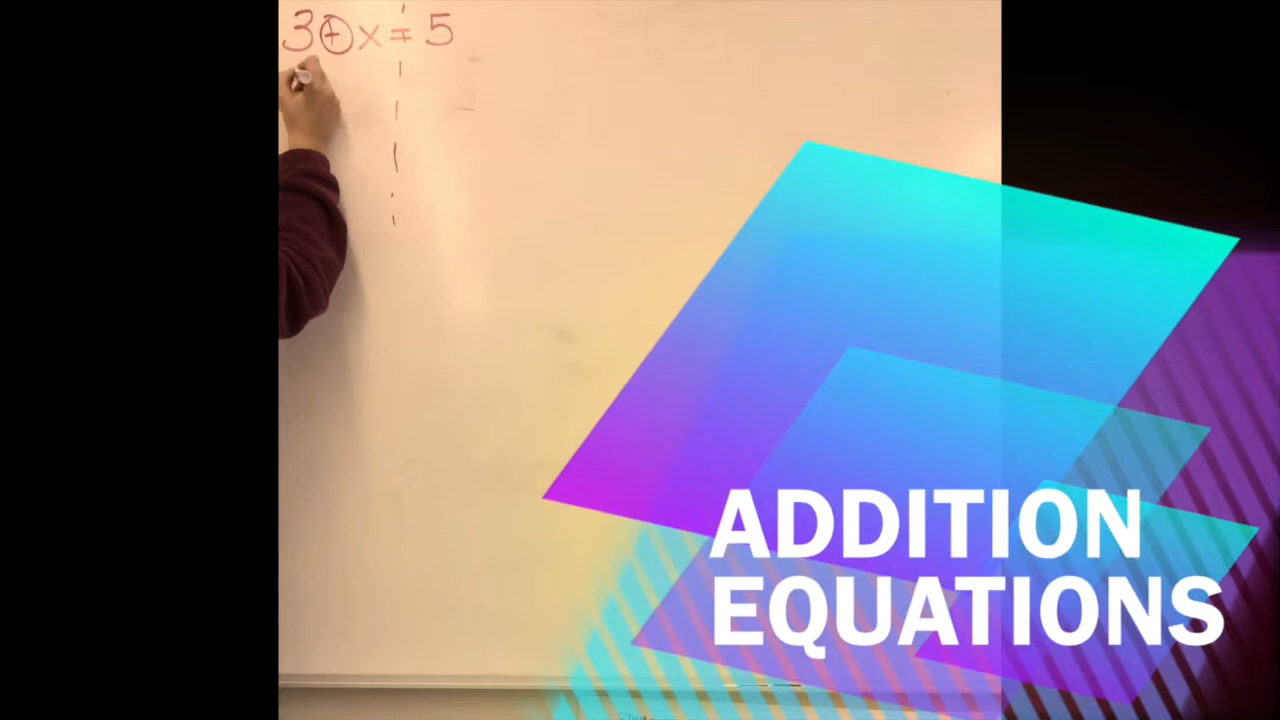 3 + x = 5
ADDITION
EQUATIONS